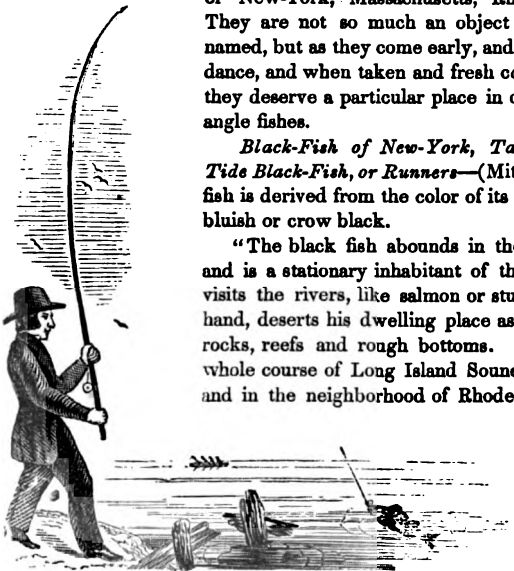 or New-York, Massachusetts,
They are not so much an object
named, but as they come early, and
dance, and when taken and fresh co
they deserve a particular place in o
angle fishes.
Black-Fish of New-York, Ta
Tide Black-Fish, or Runners—(Mit
fish is derived from the color of its
bluish or crow black.
"The black fish abounds in the
and is a stationary inhabitant of th
visits the rivers, like salmon or stu
hand, deserts his dwelling place as
rocks, reefs and rough bottoms.
whole course of Long Island Soun
and in the neighborhood of Rhode